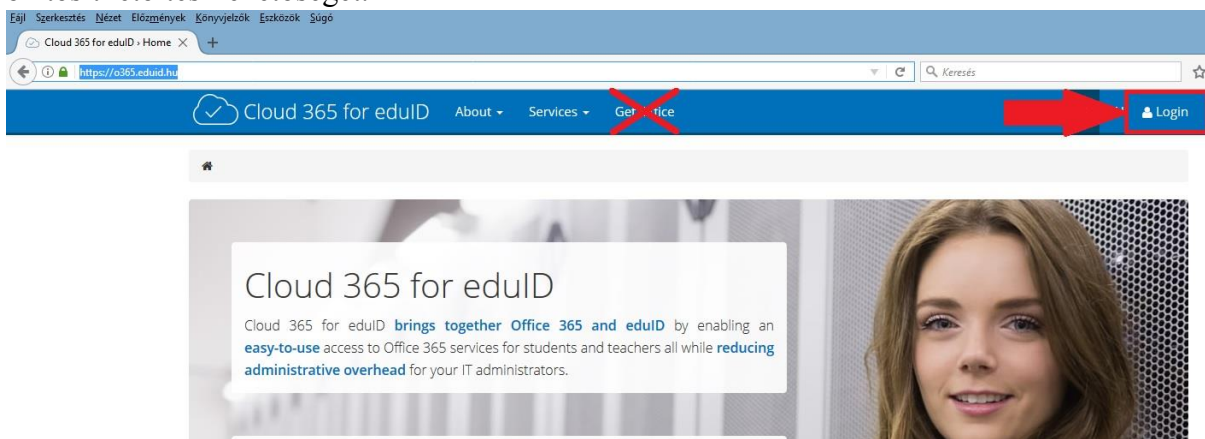 Fájl Szerkesztés Nézet Előzmények Könyvjelzők Eszközök Súgó
Cloud 365 for eduID › Home
https://o365.eduid.hu
Keresés
Cloud 365 for eduID About Services Login
Cloud 365 for eduID
Cloud 365 for eduID brings together Office 365 and eduID by enabling an
easy-to-use access to Office 365 services for students and teachers all while reducing
administrative overhead for your IT administrators.